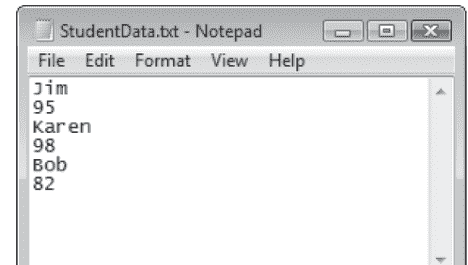 StudentData.txt - Notepad
File Edit Format View Help
Jim
95
Karen
98
Bob
82